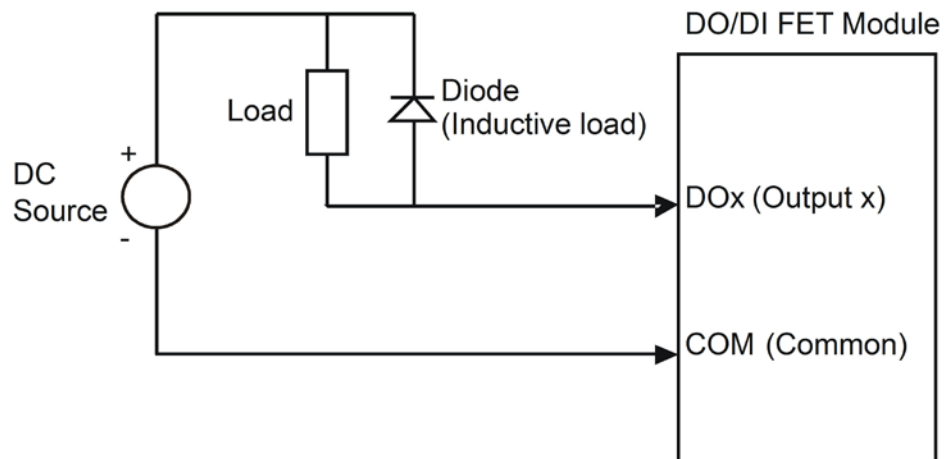 DO/DI FET Module
Load
Diode
(Inductive load)
+
DC
Source
-
DOx (Output x)
COM (Common)